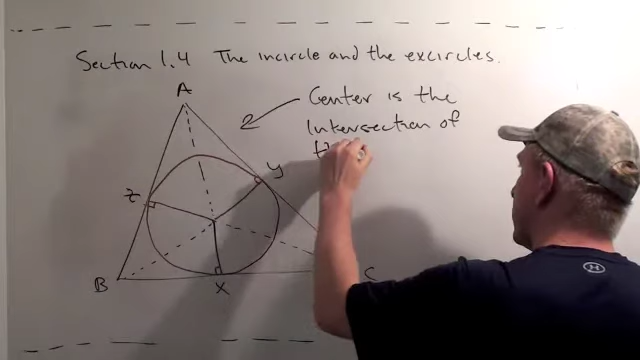 Section 1.4 The incircle and the excircles.
A
Center is the
Intersection of
y
z
B
X
C